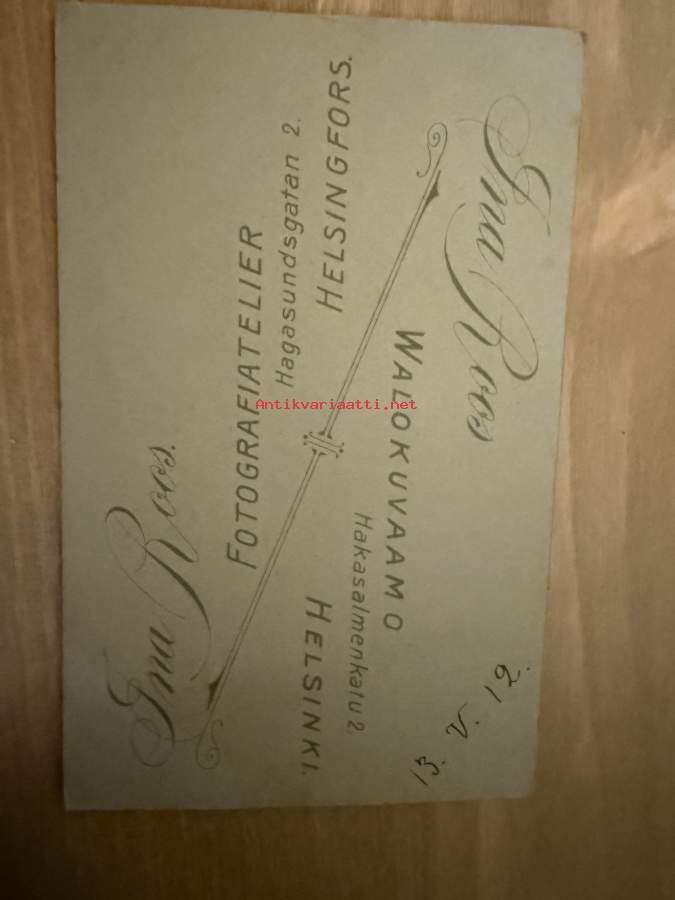 Ina Roos.
FOTOGRAFIATELIER
Hagasundsgatan 2.
HELSINGFORS.
Ina Roos
WALOKUVAAMO
Hakasalmenkatu 2.
HELSINKI.
13. V. 12.
Antikvariaatti.net